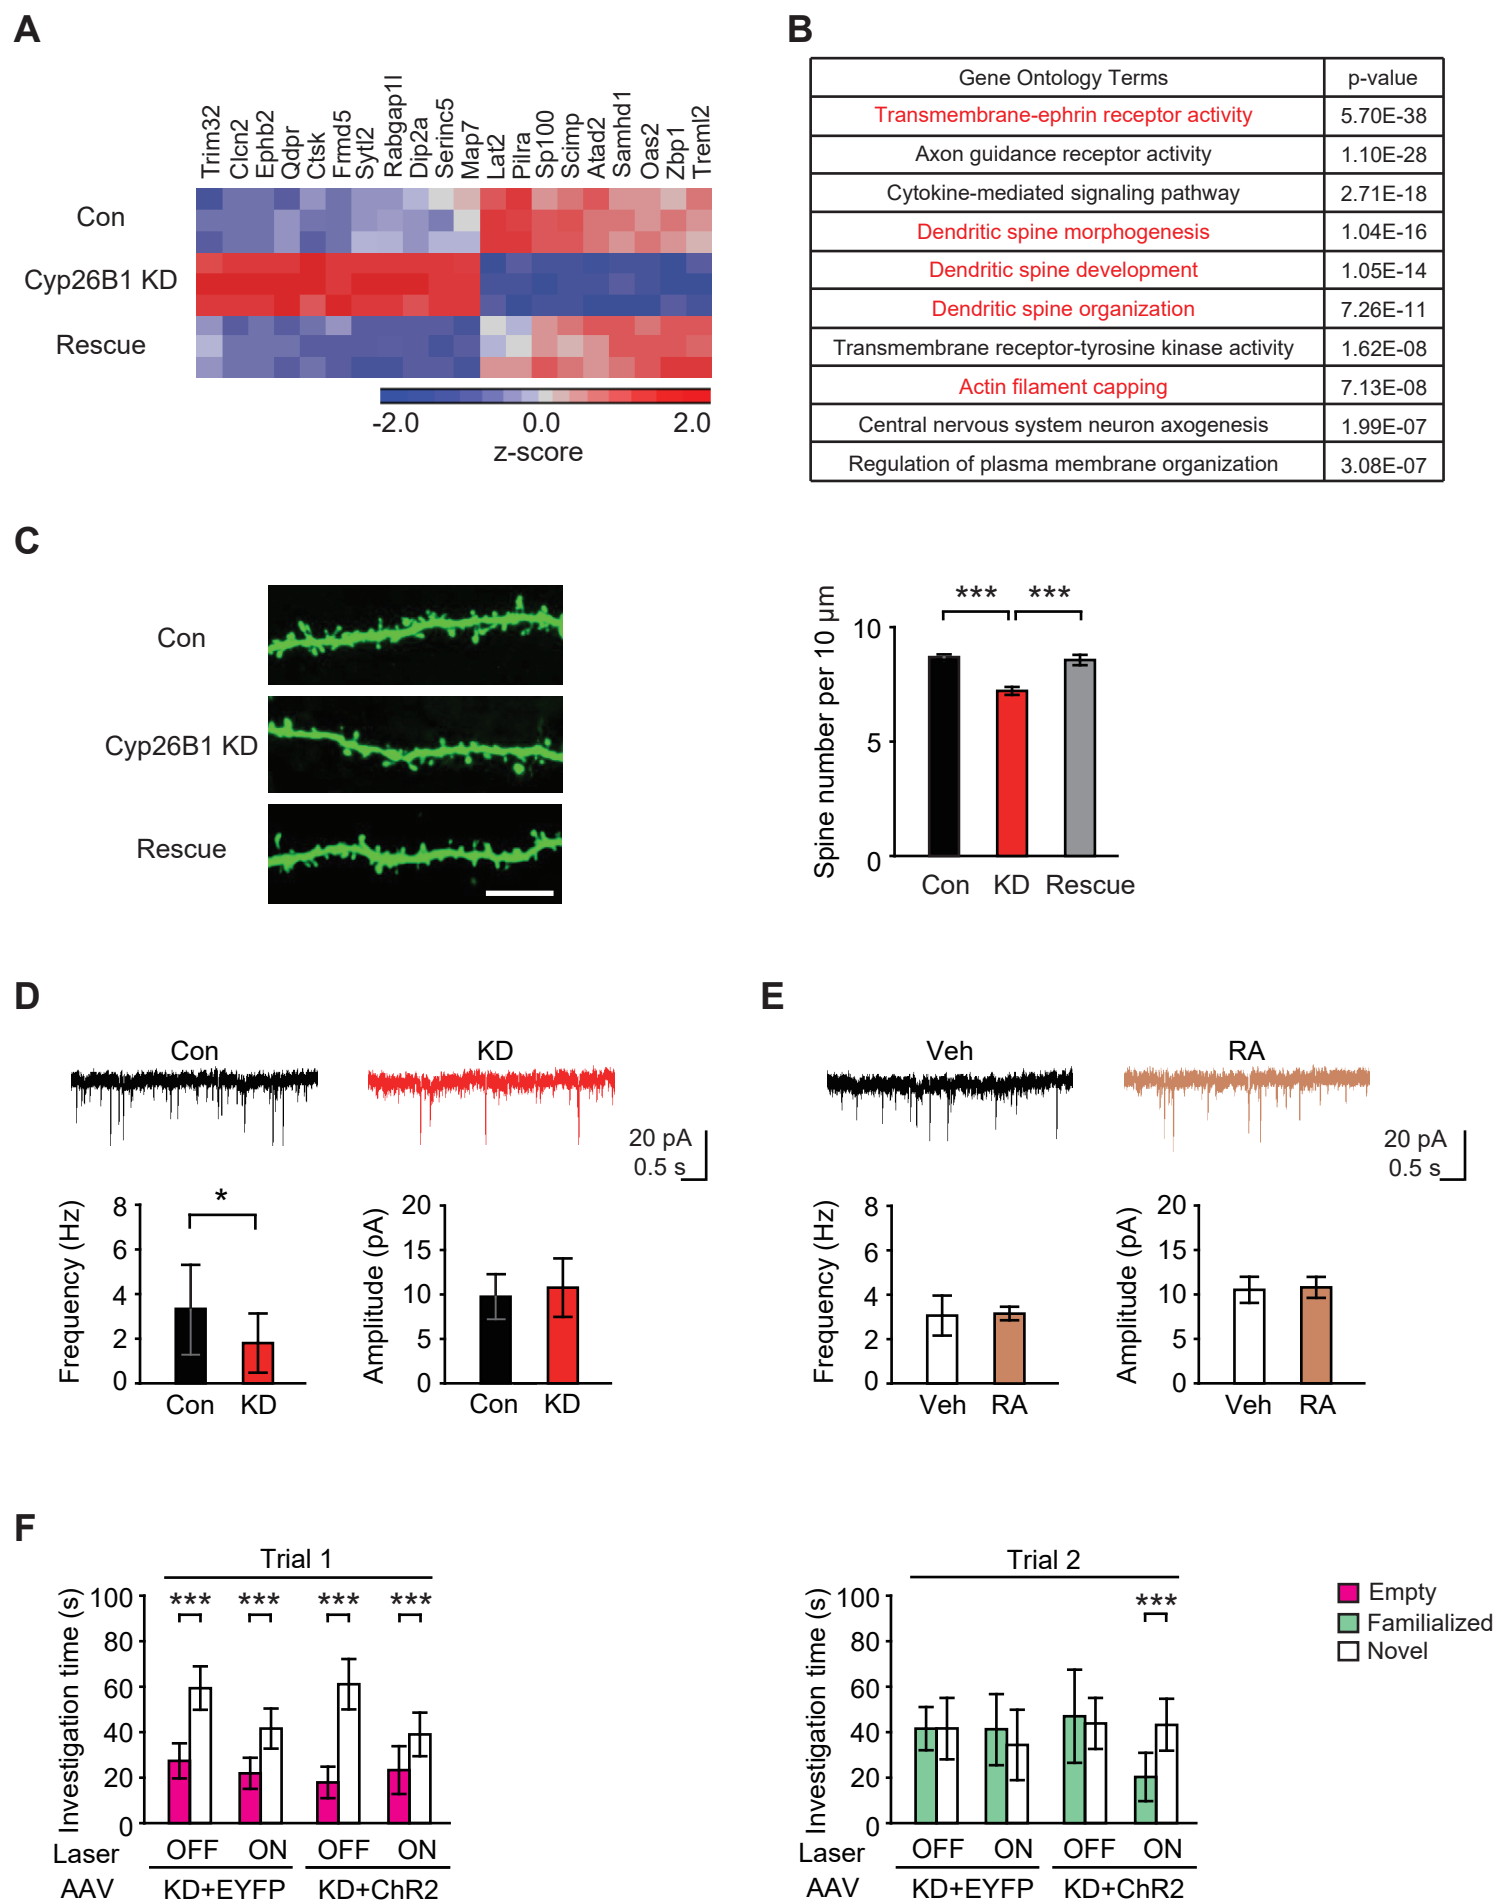 A
Trim32
Clcn2
Ephb2
Qdpr
Ctsk
Frmd5
Sytl2
Rabgap1l
Dip2a
Serinc5
Map7
Lat2
Pilra
Sp100
Scimp
Atad2
Samhd1
Oas2
Zbp1
Treml2
Con
Cyp26B1 KD
Rescue
-2.0 0.0 2.0
z-score
B
Gene Ontology Terms p-value
Transmembrane-ephrin receptor activity 5.70E-38
Axon guidance receptor activity 1.10E-28
Cytokine-mediated signaling pathway 2.71E-18
Dendritic spine morphogenesis 1.04E-16
Dendritic spine development 1.05E-14
Dendritic spine organization 7.26E-11
Transmembrane receptor-tyrosine kinase activity 1.62E-08
Actin filament capping 7.13E-08
Central nervous system neuron axogenesis 1.99E-07
Regulation of plasma membrane organization 3.08E-07
C
Con
Cyp26B1 KD
Rescue
Spine number per 10 µm
*** ***
10
5
0
Con KD Rescue
D
Con KD
20 pA
0.5 s
Frequency (Hz)
8
6
4
2
0
*
Con KD
Amplitude (pA)
20
15
10
5
0
Con KD
E
Veh RA
20 pA
0.5 s
Frequency (Hz)
8
6
4
2
0
Veh RA
Amplitude (pA)
20
15
10
5
0
Veh RA
F
Trial 1
Investigation time (s)
100
80
60
40
20
0
*** *** *** ***
Laser OFF ON OFF ON
AAV KD+EYFP KD+ChR2
Trial 2
Investigation time (s)
100
80
60
40
20
0
***
Laser OFF ON OFF ON
AAV KD+EYFP KD+ChR2
Empty
Familialized
Novel